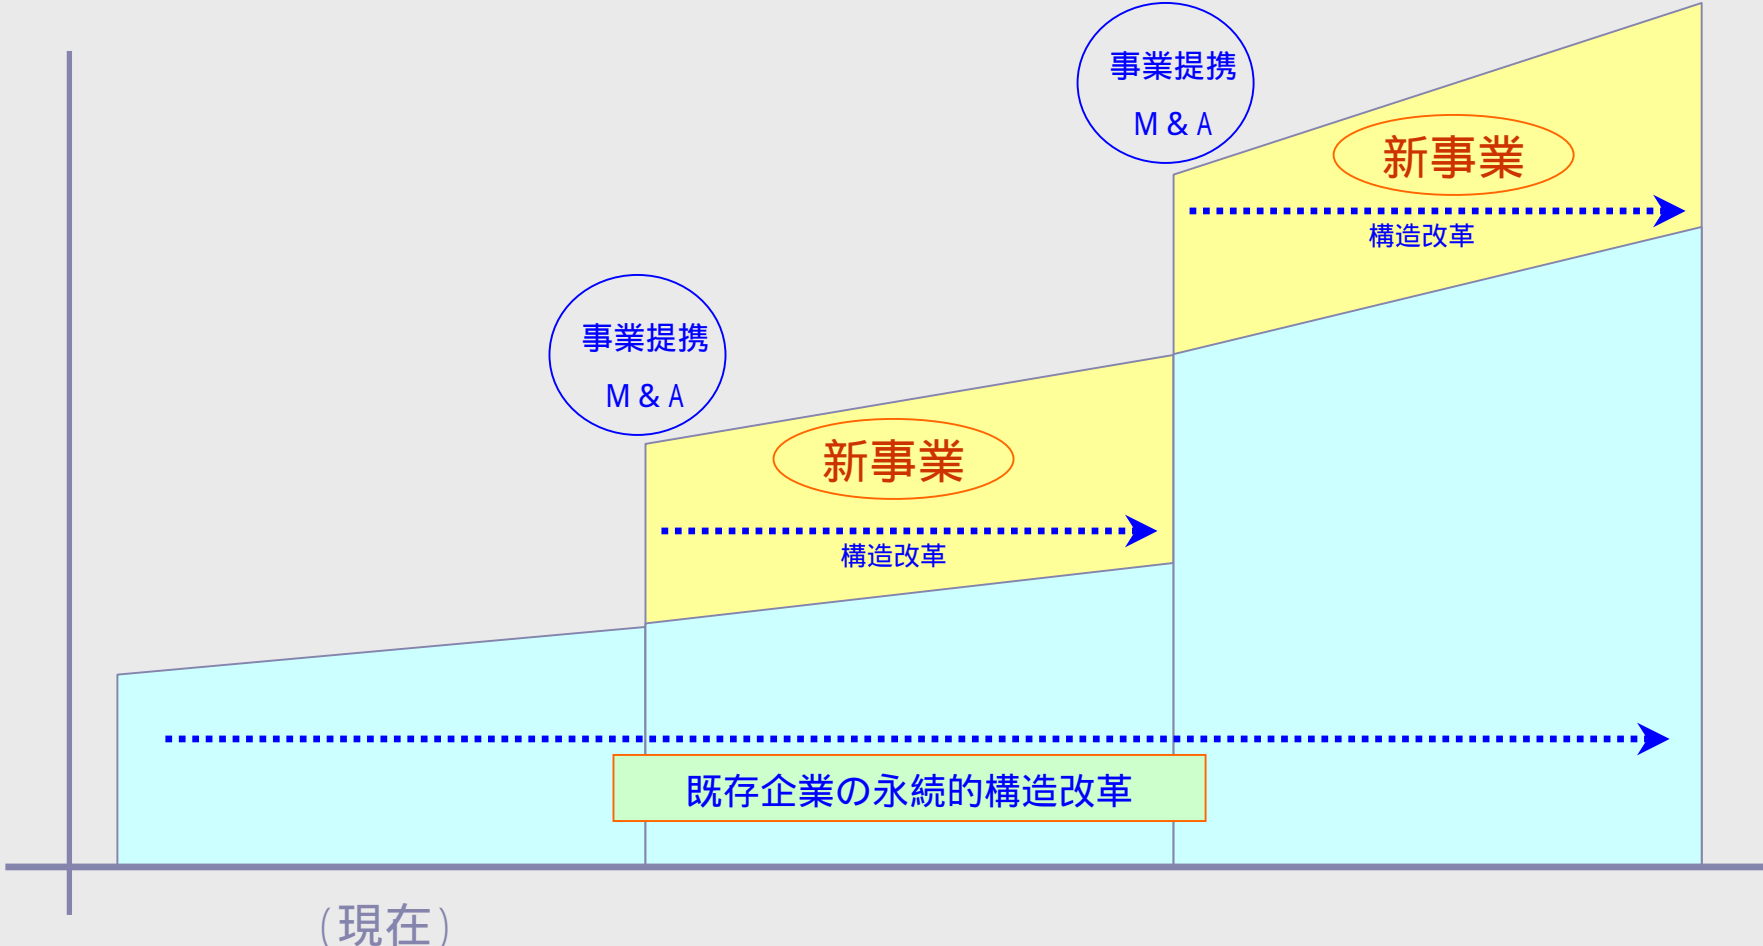 事業提携
M & A
新事業
構造改革
事業提携
M & A
新事業
構造改革
既存企業の永続的構造改革
(現在)